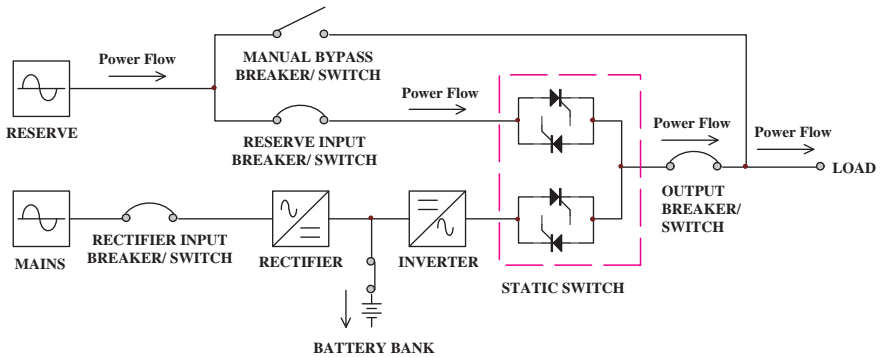 MANUAL BYPASS
BREAKER/ SWITCH
Power Flow
RESERVE
Power Flow
RESERVE INPUT
BREAKER/ SWITCH
Power Flow
Power Flow
LOAD
OUTPUT
BREAKER/
SWITCH
MAINS
RECTIFIER INPUT
BREAKER/ SWITCH
RECTIFIER
INVERTER
STATIC SWITCH
BATTERY BANK